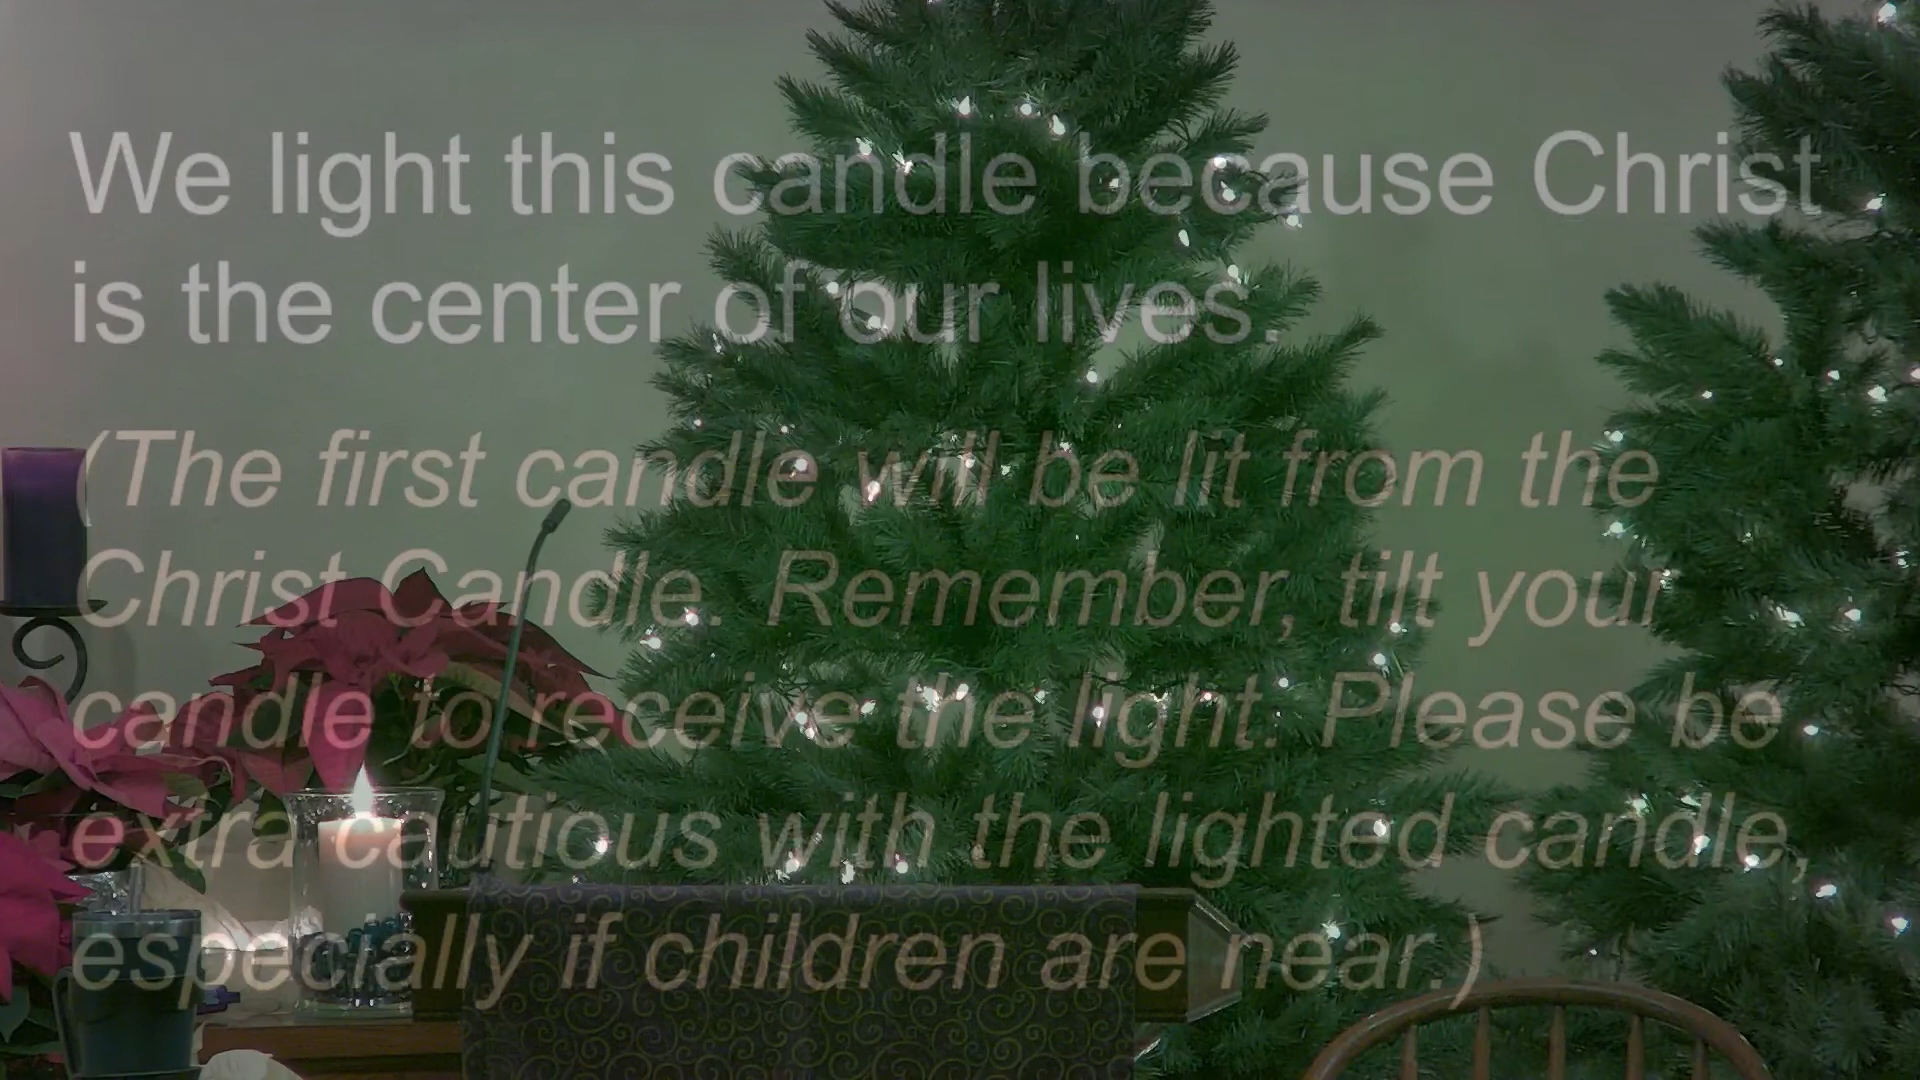 We light this candle because Christ
is the center of our lives.
(The first candle will be lit from the
Christ Candle. Remember, tilt your
candle to receive the light. Please be
extra cautious with the lighted candle,
especially if children are near.)